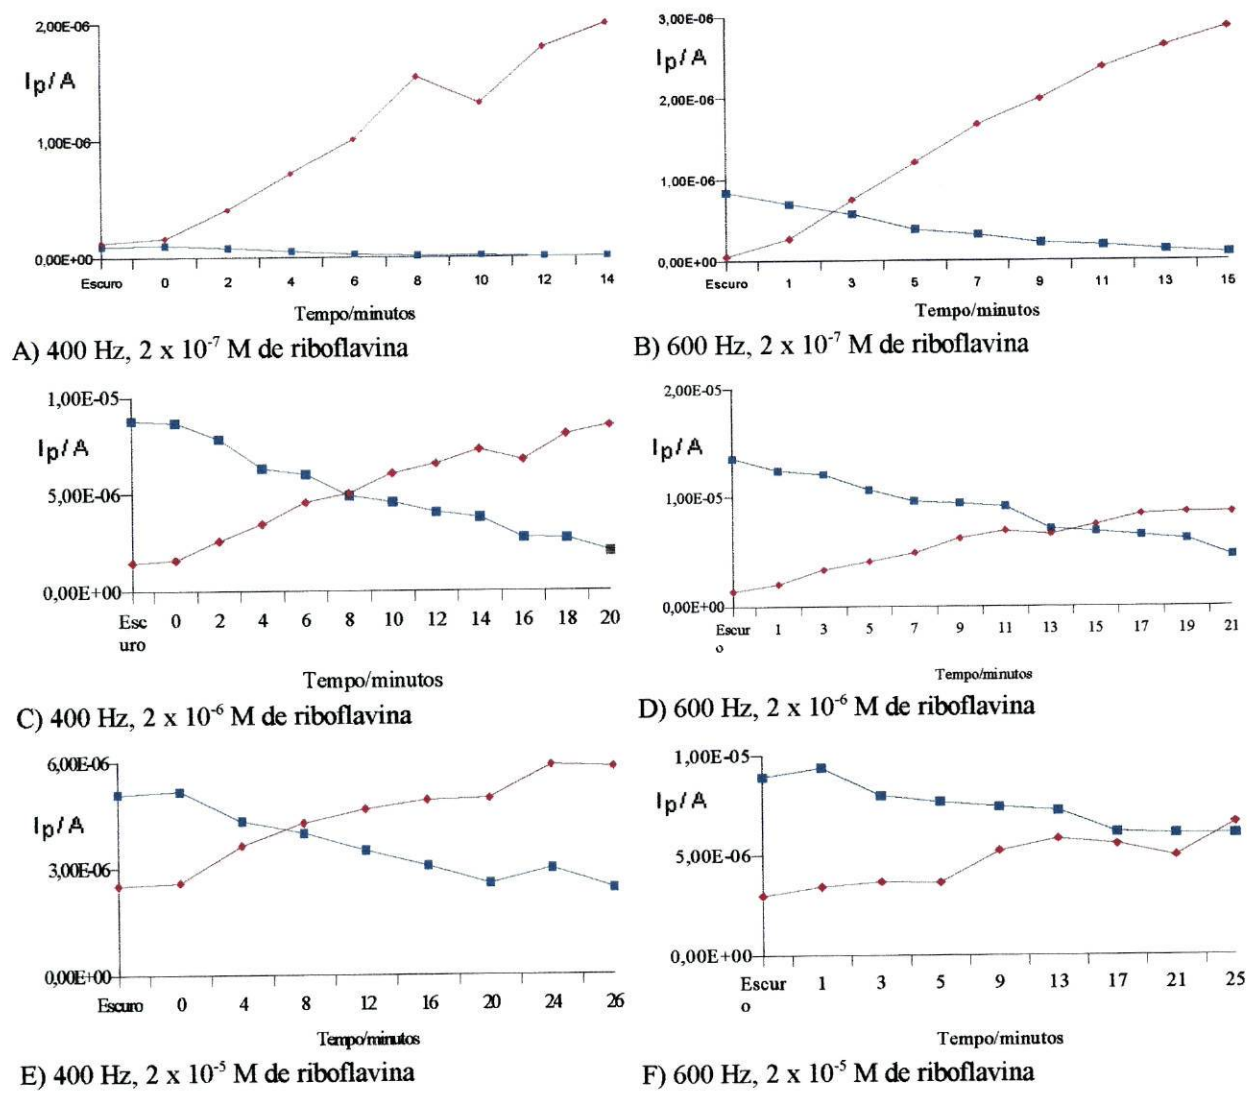 2,00E-06
Ip/A
1,00E-06
0,00E+00
Escuro 0 2 4 6 8 10 12 14
Tempo/minutos
A) 400 Hz, 2 x 10⁻⁷ M de riboflavina
3,00E-06
Ip/A
2,00E-06
1,00E-06
0,00E+00
Escuro 1 3 5 7 9 11 13 15
Tempo/minutos
B) 600 Hz, 2 x 10⁻⁷ M de riboflavina
1,00E-05
Ip/A
5,00E-06
0,00E+00
Esc 0 2 4 6 8 10 12 14 16 18 20
uro
Tempo/minutos
C) 400 Hz, 2 x 10⁻⁶ M de riboflavina
2,00E-05
Ip/A
1,00E-05
0,00E+00
Escur 1 3 5 7 9 11 13 15 17 19 21
o
Tempo/minutos
D) 600 Hz, 2 x 10⁻⁶ M de riboflavina
6,00E-06
Ip/A
3,00E-06
0,00E+00
Escuro 0 4 8 12 16 20 24 26
Tempo/minutos
E) 400 Hz, 2 x 10⁻⁵ M de riboflavina
1,00E-05
Ip/A
5,00E-06
0,00E+00
Escur 1 3 5 9 13 17 21 25
o
Tempo/minutos
F) 600 Hz, 2 x 10⁻⁵ M de riboflavina